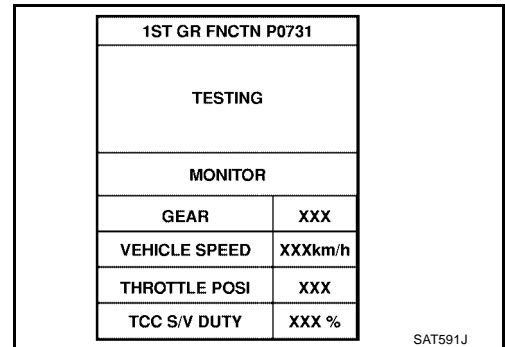 1ST GR FNCTN P0731
TESTING
MONITOR
GEAR XXX
VEHICLE SPEED XXXkm/h
THROTTLE POSI XXX
TCC S/V DUTY XXX %
SAT591J